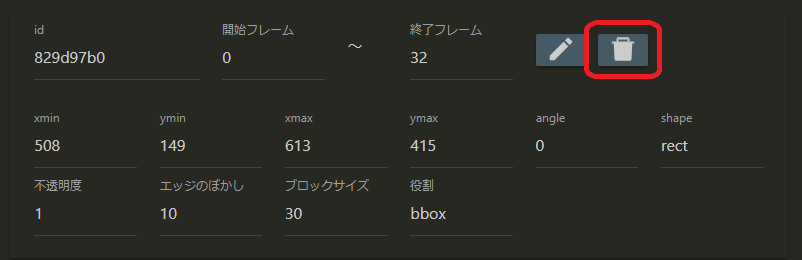 id 開始フレーム 終了フレーム
829d97b0 0 ～ 32
xmin ymin xmax ymax angle shape
508 149 613 415 0 rect
不透明度 エッジのぼかし ブロックサイズ 役割
1 10 30 bbox